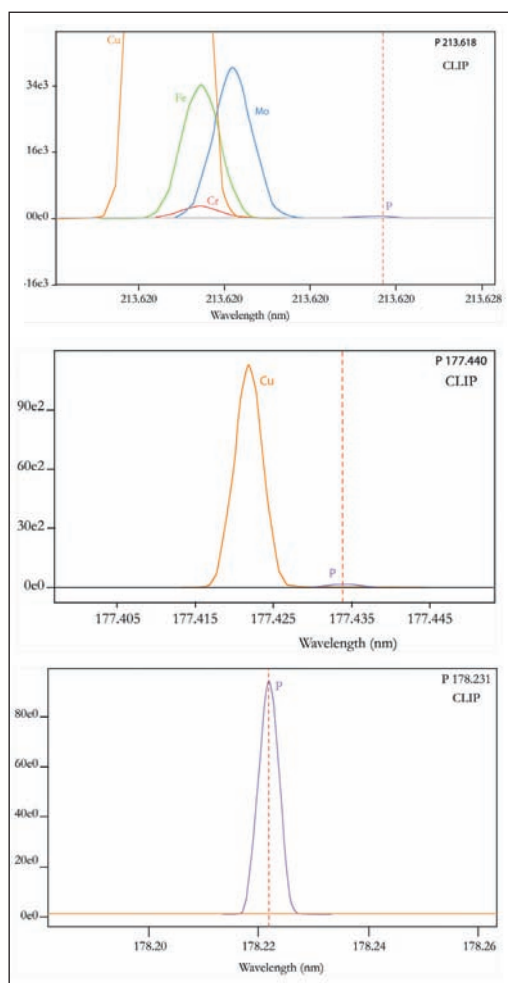 P 213.618
CLIP
Cu
34e3
Fe
Mo
16e3
Cr
P
00e0
-16e3
213.620 213.620 213.620 213.620 213.628
Wavelength (nm)
P 177.440
CLIP
Cu
90e2
60e2
30e2
P
0e0
177.405 177.415 177.425 177.435 177.445
Wavelength (nm)
P 178.231
CLIP
P
80e0
60e0
40e0
20e0
0e0
178.20 178.22 178.24 178.26
Wavelength (nm)